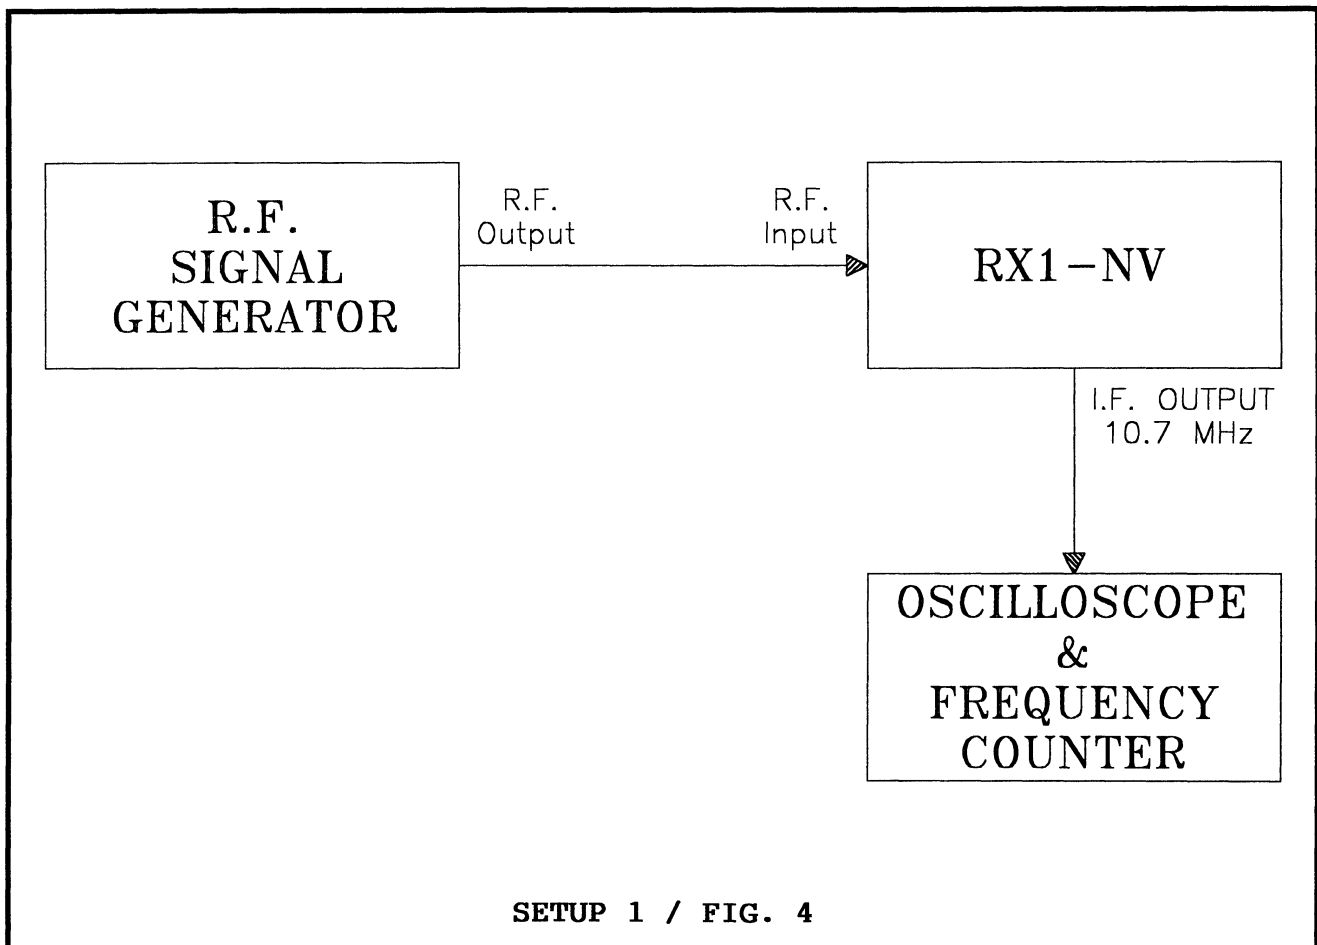 R.F.
SIGNAL
GENERATOR
R.F.
Output
R.F.
Input
RX1-NV
I.F. OUTPUT
10.7 MHz
OSCILLOSCOPE
&
FREQUENCY
COUNTER
SETUP 1 / FIG. 4